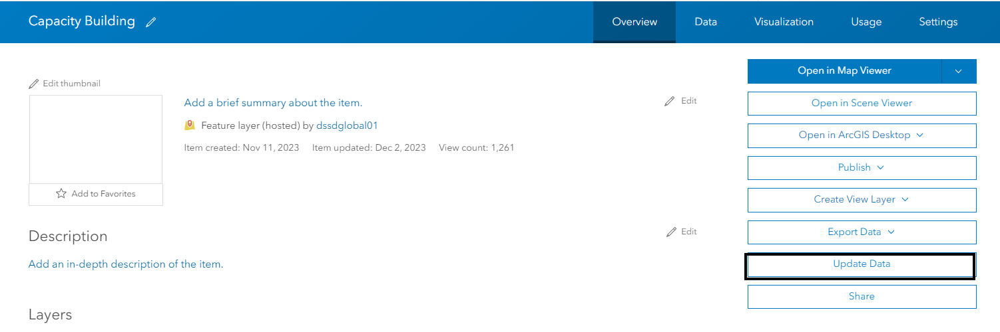 Capacity Building
Overview Data Visualization Usage Settings
Edit thumbnail
Add a brief summary about the item.
Edit
Feature layer (hosted) by dssdglobal01
Item created: Nov 11, 2023 Item updated: Dec 2, 2023 View count: 1,261
Add to Favorites
Description
Edit
Add an in-depth description of the item.
Layers
Open in Map Viewer
Open in Scene Viewer
Open in ArcGIS Desktop
Publish
Create View Layer
Export Data
Update Data
Share